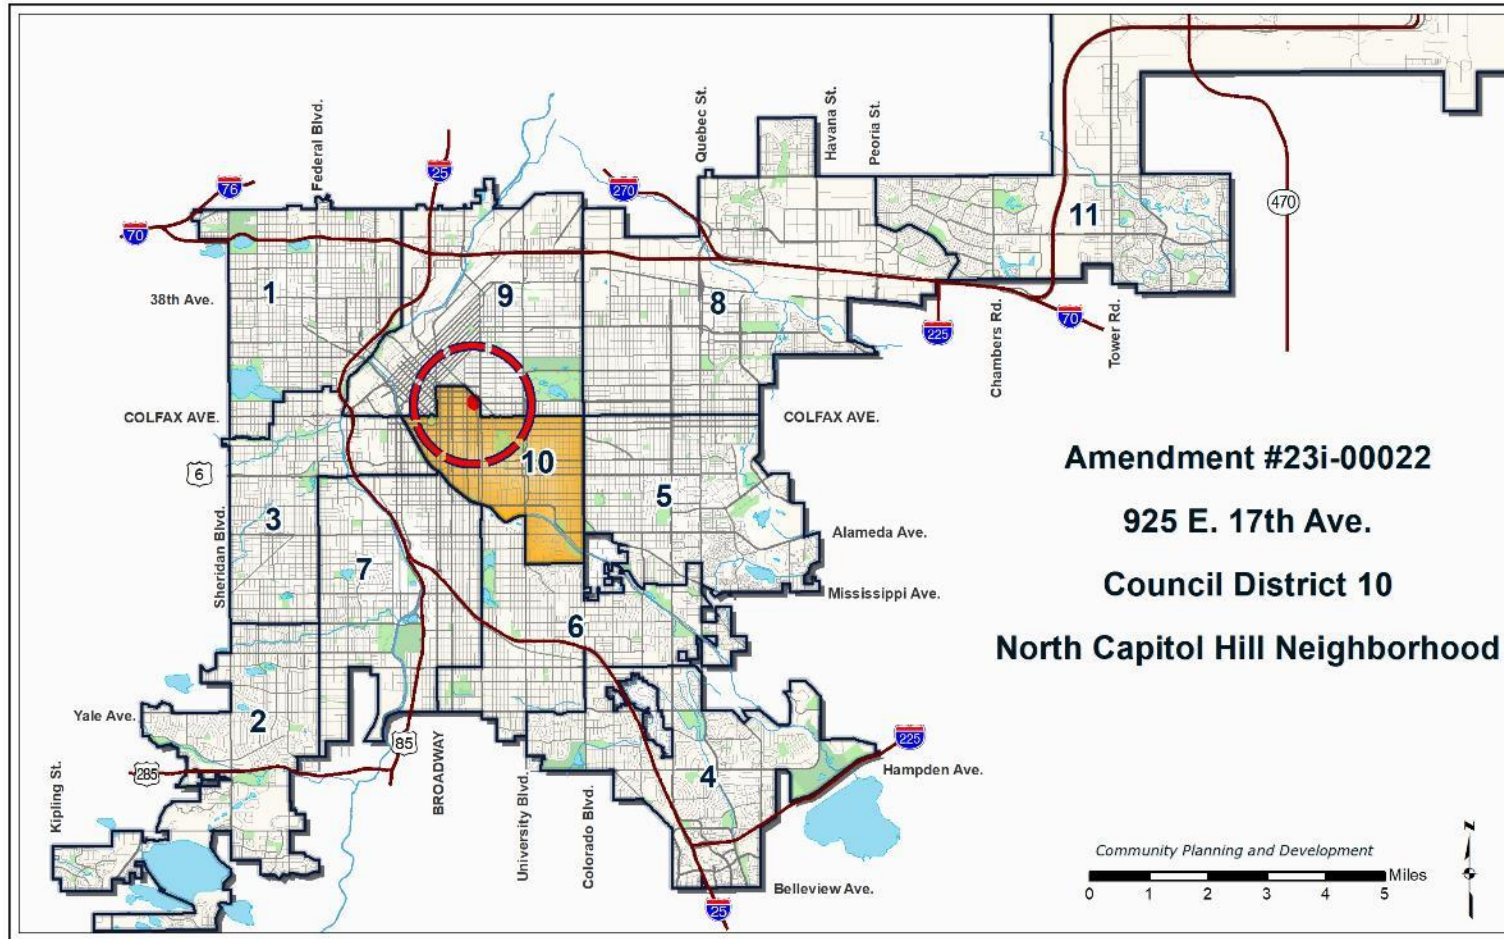 Federal Blvd.
Quebec St.
Havana St.
Peoria St.
76
25
270
70
470
11
1
9
8
38th Ave.
225
70
Chambers Rd.
Tower Rd.
COLFAX AVE.
COLFAX AVE.
6
10
5
3
Sheridan Blvd.
7
Alameda Ave.
Mississippi Ave.
6
Amendment #23i-00022
925 E. 17th Ave.
Council District 10
North Capitol Hill Neighborhood
Yale Ave.
2
85
BROADWAY
225
285
Hampden Ave.
4
Kipling St.
University Blvd.
Colorado Blvd.
Belleview Ave.
25
Community Planning and Development
Miles
0 1 2 3 4 5
N